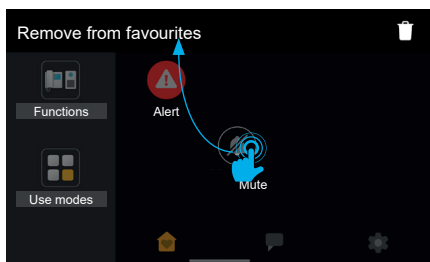 Remove from favourites
Functions
Alert
Mute
Use modes